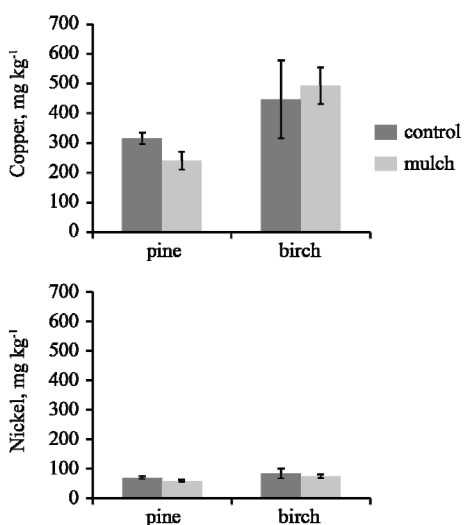 Copper, mg kg⁻¹
700
600
500
400
300
200
100
0
pine
birch
control
mulch
Nickel, mg kg⁻¹
700
600
500
400
300
200
100
0
pine
birch